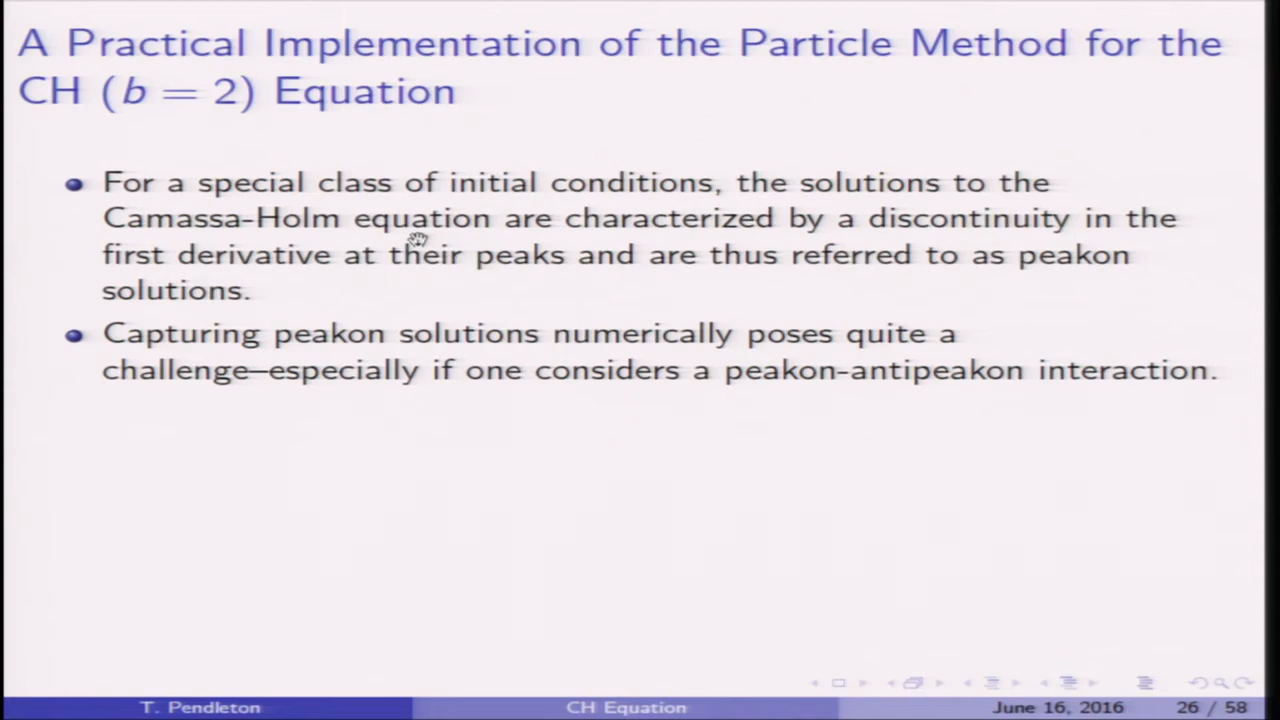 A Practical Implementation of the Particle Method for the
CH (b = 2) Equation
For a special class of initial conditions, the solutions to the
Camassa-Holm equation are characterized by a discontinuity in the
first derivative at their peaks and are thus referred to as peakon
solutions.
Capturing peakon solutions numerically poses quite a
challenge–especially if one considers a peakon-antipeakon interaction.
T. Pendleton
CH Equation
June 16, 2016
26 / 58